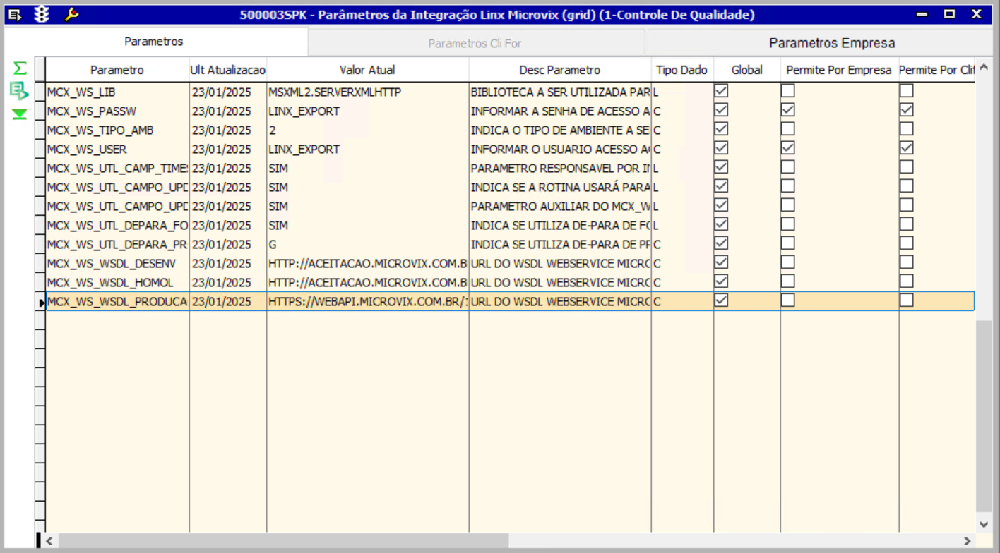 500003SPK - Parâmetros da Integração Linx Microvix (grid) (1-Controle De Qualidade)
Parametros Parametros Cli For Parametros Empresa
Parametro Ult Atualizacao Valor Atual Desc Parametro Tipo Dado Global Permite Por Empresa Permite Por Clif
MCX_WS_LIB 23/01/2025 MSXML2.SERVERXMLHTTP BIBLIOTECA A SER UTILIZADA PAR L
MCX_WS_PASSW 23/01/2025 LINX_EXPORT INFORMAR A SENHA DE ACESSO A C
MCX_WS_TIPO_AMB 23/01/2025 2 INDICA O TIPO DE AMBIENTE A SE C
MCX_WS_USER 23/01/2025 LINX_EXPORT INFORMAR O USUARIO ACESSO A C
MCX_WS_UTL_CAMP_TIMES 23/01/2025 SIM PARAMETRO RESPONSAVEL POR IN L
MCX_WS_UTL_CAMPO_UPD 23/01/2025 SIM INDICA SE A ROTINA USARÁ PARA L
MCX_WS_UTL_CAMPO_UPD 23/01/2025 SIM PARAMETRO AUXILIAR DO MCX_W L
MCX_WS_UTL_DEPARA_FO 23/01/2025 SIM INDICA SE UTILIZA DE-PARA DE FO L
MCX_WS_UTL_DEPARA_PR 23/01/2025 G INDICA SE UTILIZA DE-PARA DE PR C
MCX_WS_WSDL_DESENV 23/01/2025 HTTP://ACEITACAO.MICROVIX.COM.B URL DO WSDL WEBSERVICE MICRO C
MCX_WS_WSDL_HOMOL 23/01/2025 HTTP://ACEITACAO.MICROVIX.COM.B URL DO WSDL WEBSERVICE MICRO C
MCX_WS_WSDL_PRODUCA 23/01/2025 HTTPS://WEBAPI.MICROVIX.COM.BR/1 URL DO WSDL WEBSERVICE MICRO C